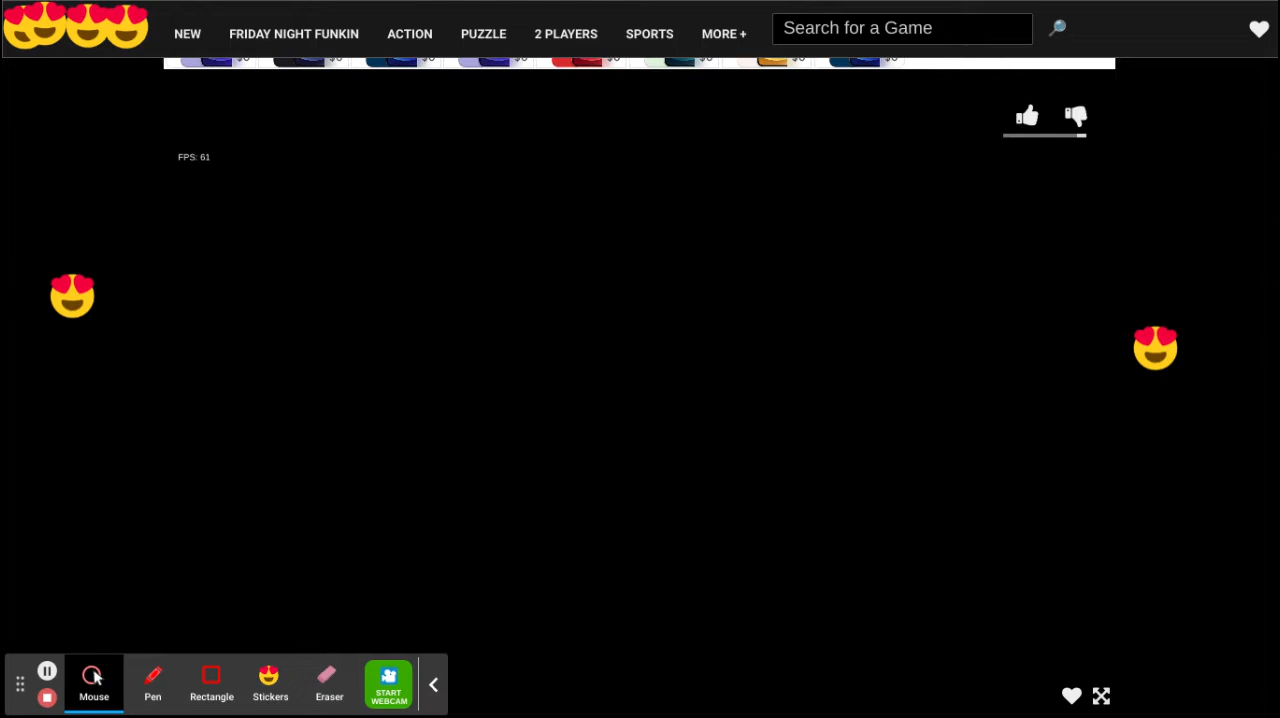 NEW FRIDAY NIGHT FUNKIN ACTION PUZZLE 2 PLAYERS SPORTS MORE + Search for a Game
FPS: 61
Mouse Pen Rectangle Stickers Eraser START WEBCAM